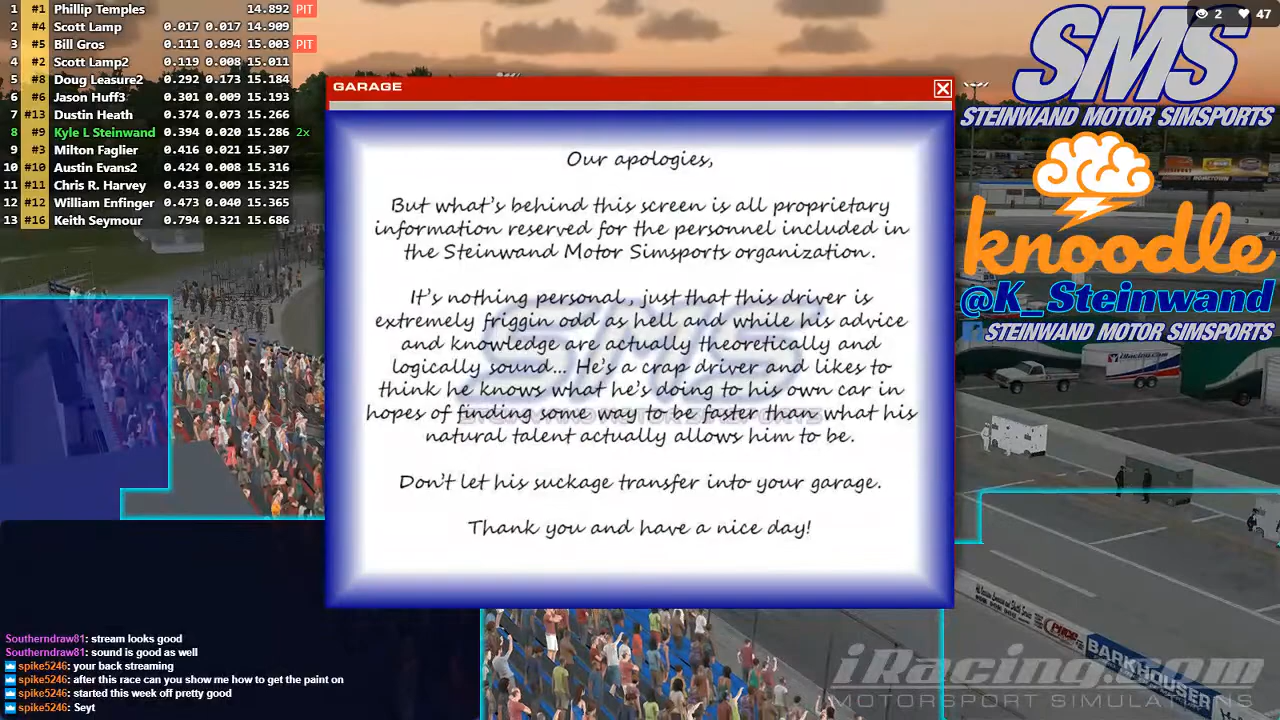 1 #1 Phillip Temples 14.892 PIT
2 #4 Scott Lamp 0.017 0.017 14.909
3 #5 Bill Gros 0.111 0.094 15.003 PIT
4 #2 Scott Lamp2 0.119 0.008 15.011
5 #8 Doug Leasure2 0.292 0.173 15.184
6 #6 Jason Huff3 0.301 0.009 15.193
7 #13 Dustin Heath 0.374 0.073 15.266
8 #9 Kyle L Steinwand 0.394 0.020 15.286 2x
9 #3 Milton Faglier 0.416 0.021 15.307
10 #10 Austin Evans2 0.424 0.008 15.316
11 #11 Chris R. Harvey 0.433 0.009 15.325
12 #12 William Enfinger 0.473 0.040 15.365
13 #16 Keith Seymour 0.794 0.321 15.686
GARAGE
Our apologies,
But what's behind this screen is all proprietary
information reserved for the personnel included in
the Steinwand Motor Simsports organization.
It's nothing personal, just that this driver is
extremely friggin odd as hell and while his advice
and knowledge are actually theoretically and
logically sound... He's a crap driver and likes to
think he knows what he's doing to his own car in
hopes of finding some way to be faster than what his
natural talent actually allows him to be.
Don't let his suckage transfer into your garage.
Thank you and have a nice day!
SMS
2 47
SMS
STEINWAND MOTOR SIMSPORTS
knoodle
@K_Steinwand
STEINWAND MOTOR SIMSPORTS
iRacing.com
PRICE
BARKHOUSER
iRacing.com
MOTORSPORT SIMULATIONS
Southerndraw81: stream looks good
Southerndraw81: sound is good as well
spike5246: your back streaming
spike5246: after this race can you show me how to get the paint on
spike5246: started this week off pretty good
spike5246: Seyt